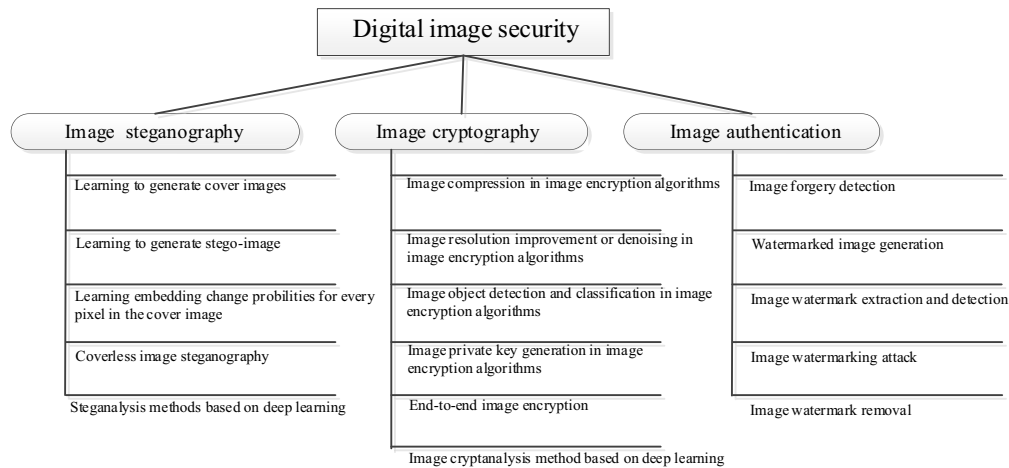 Digital image security
Image steganography
Learning to generate cover images
Learning to generate stego-image
Learning embedding change probilities for every
pixel in the cover image
Coverless image steganography
Steganalysis methods based on deep learning
Image cryptography
Image compression in image encryption algorithms
Image resolution improvement or denoising in
image encryption algorithms
Image object detection and classification in image
encryption algorithms
Image private key generation in image
encryption algorithms
End-to-end image encryption
Image cryptanalysis method based on deep learning
Image authentication
Image forgery detection
Watermarked image generation
Image watermark extraction and detection
Image watermarking attack
Image watermark removal